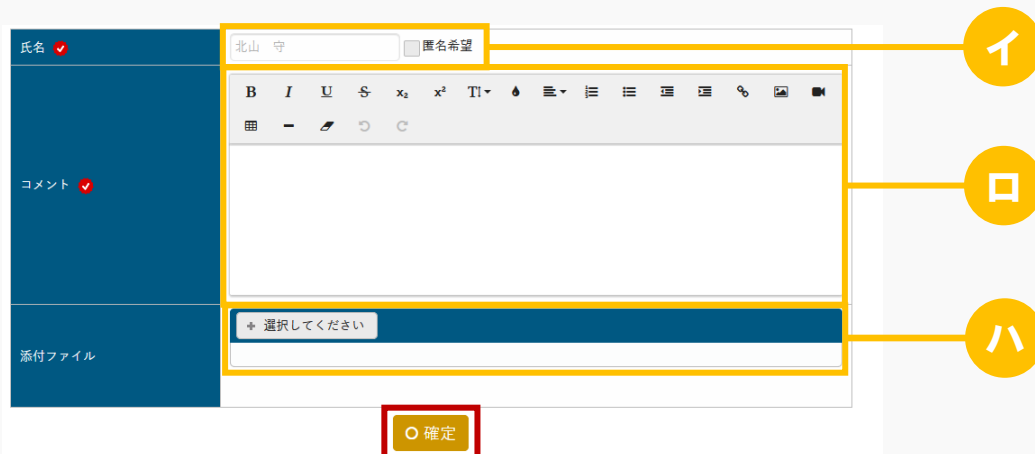 氏名
北山 守
匿名希望
イ
B I U S x₂ x² T
コメント
ロ
添付ファイル
+ 選択してください
ハ
確定